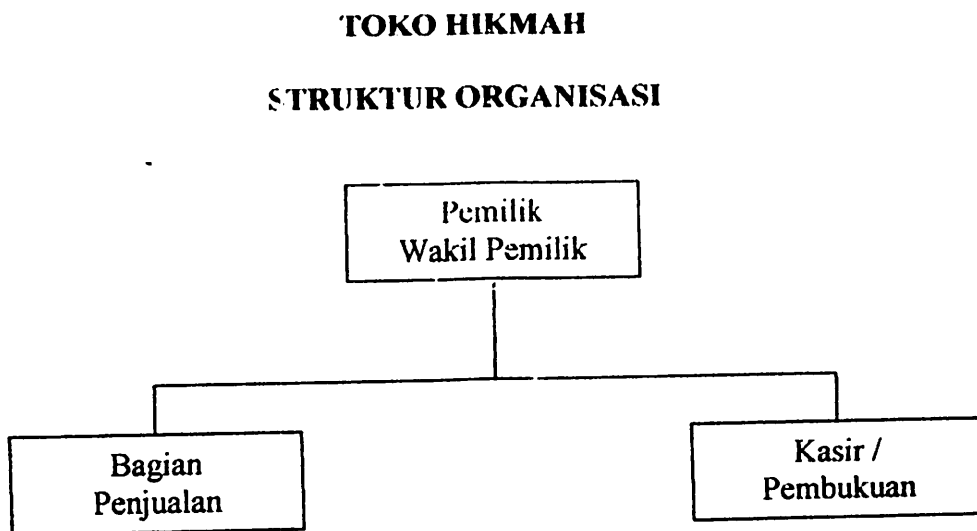 TOKO HIKMAH
STRUKTUR ORGANISASI
Pemilik
Wakil Pemilik
Bagian
Penjualan
Kasir /
Pembukuan